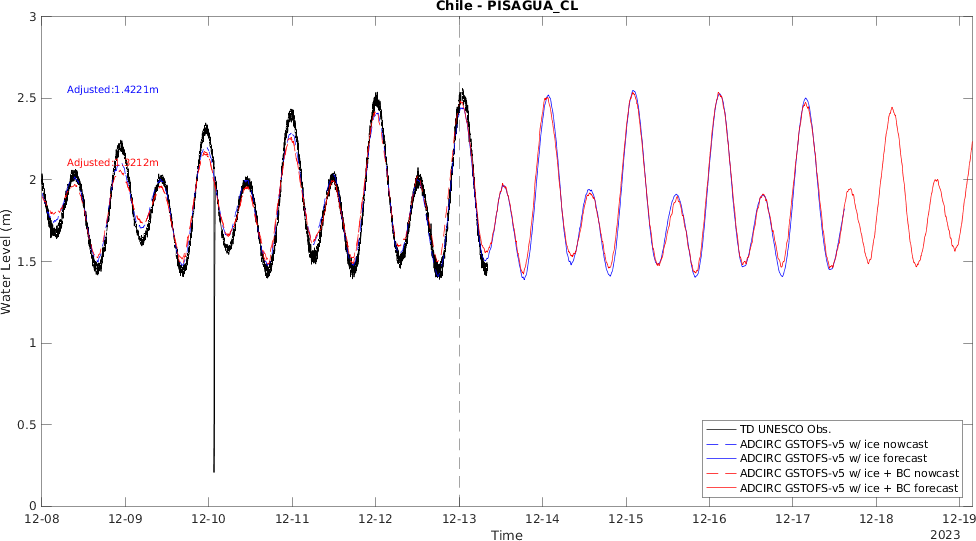 Chile - PISAGUA_CL
3
2.5
2
1.5
1
0.5
0
Water Level (m)
Adjusted:1.4221m
Adjusted: 3212m
TD UNESCO Obs.
ADCIRC GSTOFS-v5 w/ ice nowcast
ADCIRC GSTOFS-v5 w/ ice forecast
ADCIRC GSTOFS-v5 w/ ice + BC nowcast
ADCIRC GSTOFS-v5 w/ ice + BC forecast
12-08 12-09 12-10 12-11 12-12 12-13 12-14 12-15 12-16 12-17 12-18 12-19
Time
2023